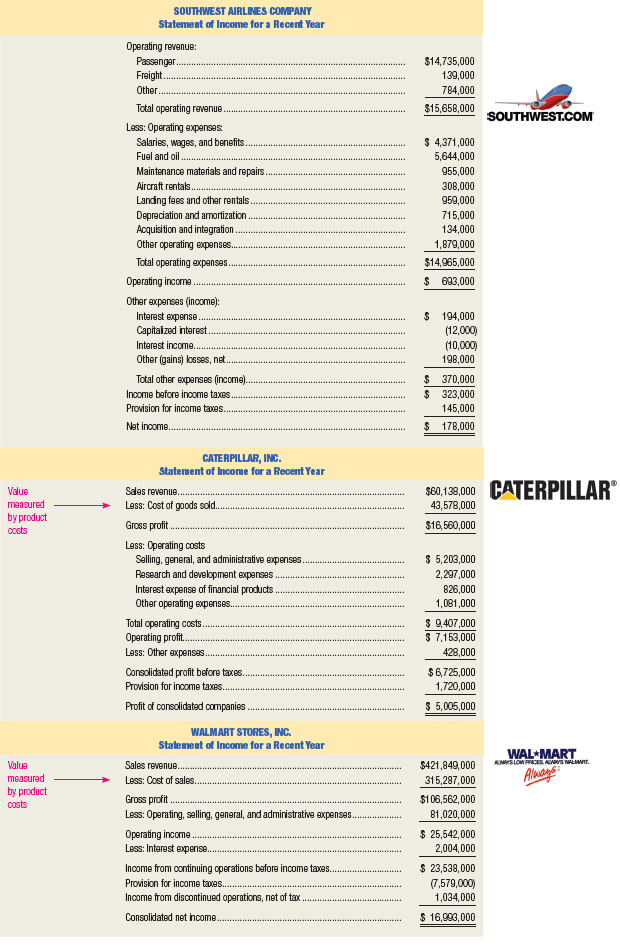 SOUTHWEST AIRLINES COMPANY
Statement of Income for a Recent Year
Operating revenue:
Passenger........ $14,735,000
Freight........ 139,000
Other........ 784,000
Total operating revenue........ $15,658,000
SOUTHWEST.COM
Less: Operating expenses:
Salaries, wages, and benefits........ $ 4,371,000
Fuel and oil........ 5,644,000
Maintenance materials and repairs........ 955,000
Aircraft rentals........ 308,000
Landing fees and other rentals........ 959,000
Depreciation and amortization........ 715,000
Acquisition and integration........ 134,000
Other operating expenses........ 1,879,000
Total operating expenses........ $14,965,000
Operating income........ $ 693,000
Other expenses (income):
Interest expense........ $ 194,000
Capitalized interest........ (12,000)
Interest income........ (10,000)
Other (gains) losses, net........ 198,000
Total other expenses (income)........ $ 370,000
Income before income taxes........ $ 323,000
Provision for income taxes........ 145,000
Net income........ $ 178,000
CATERPILLAR, INC.
Statement of Income for a Recent Year
CATERPILLAR®
Value
measured
by product
costs
Sales revenue........ $60,138,000
Less: Cost of goods sold........ 43,578,000
Gross profit........ $16,560,000
Less: Operating costs
Selling, general, and administrative expenses........ $ 5,203,000
Research and development expenses........ 2,297,000
Interest expense of financial products........ 826,000
Other operating expenses........ 1,081,000
Total operating costs........ $ 9,407,000
Operating profit........ $ 7,153,000
Less: Other expenses........ 428,000
Consolidated profit before taxes........ $ 6,725,000
Provision for income taxes........ 1,720,000
Profit of consolidated companies........ $ 5,005,000
WALMART STORES, INC.
Statement of Income for a Recent Year
WAL★MART
ALWAYS LOW PRICES. ALWAYS WALMART.
Always:
Value
measured
by product
costs
Sales revenue........ $421,849,000
Less: Cost of sales........ 315,287,000
Gross profit........ $106,562,000
Less: Operating, selling, general, and administrative expenses........ 81,020,000
Operating income........ $ 25,542,000
Less: Interest expense........ 2,004,000
Income from continuing operations before income taxes........ $ 23,538,000
Provision for income taxes........ (7,579,000)
Income from discontinued operations, net of tax........ 1,034,000
Consolidated net income........ $ 16,993,000